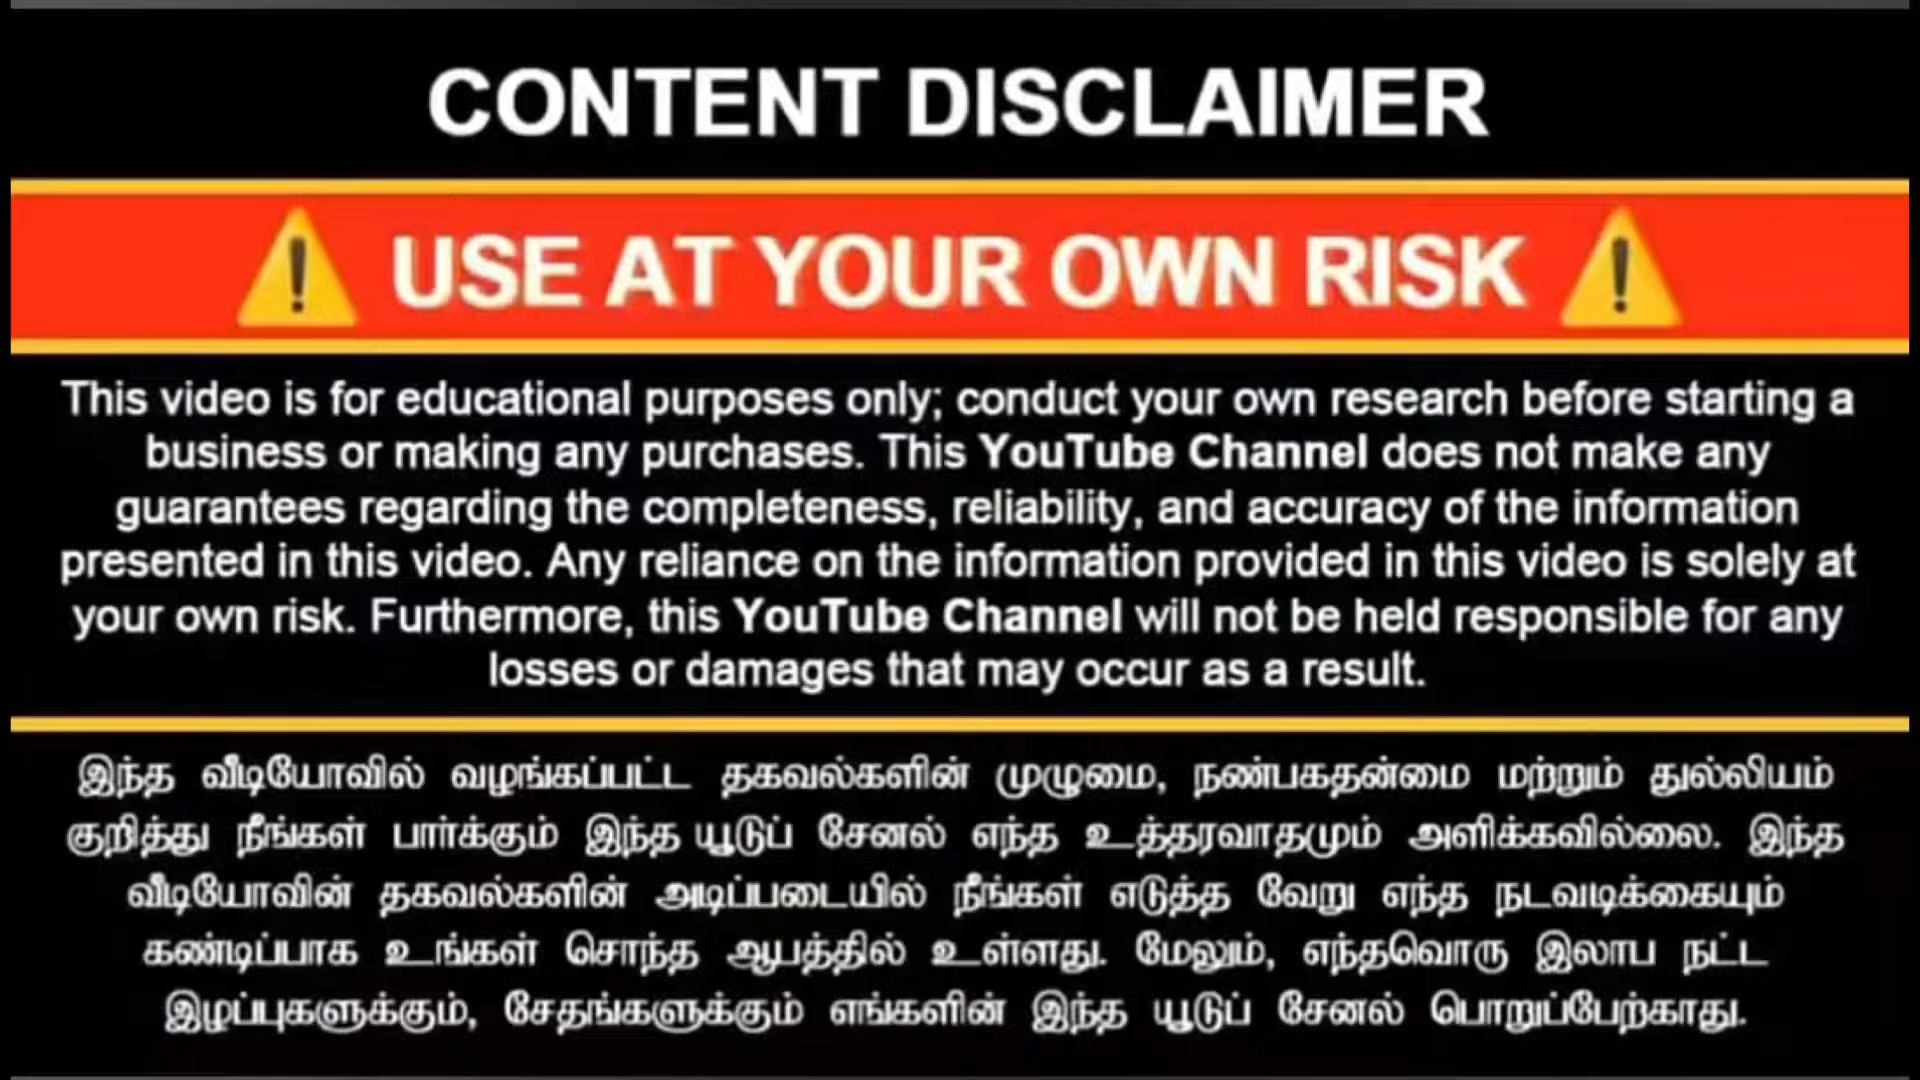 CONTENT DISCLAIMER
⚠ USE AT YOUR OWN RISK ⚠
This video is for educational purposes only; conduct your own research before starting a
business or making any purchases. This YouTube Channel does not make any
guarantees regarding the completeness, reliability, and accuracy of the information
presented in this video. Any reliance on the information provided in this video is solely at
your own risk. Furthermore, this YouTube Channel will not be held responsible for any
losses or damages that may occur as a result.
இந்த வீடியோவில் வழங்கப்பட்ட தகவல்களின் முழுமை, நண்பகதன்மை மற்றும் துல்லியம்
குறித்து நீங்கள் பார்க்கும் இந்த யூடுப் சேனல் எந்த உத்தரவாதமும் அளிக்கவில்லை. இந்த
வீடியோவின் தகவல்களின் அடிப்படையில் நீங்கள் எடுத்த வேறு எந்த நடவடிக்கையும்
கண்டிப்பாக உங்கள் சொந்த ஆபத்தில் உள்ளது. மேலும், எந்தவொரு இலாப நட்ட
இழப்புகளுக்கும், சேதங்களுக்கும் எங்களின் இந்த யூடுப் சேனல் பொறுப்பேற்காது.